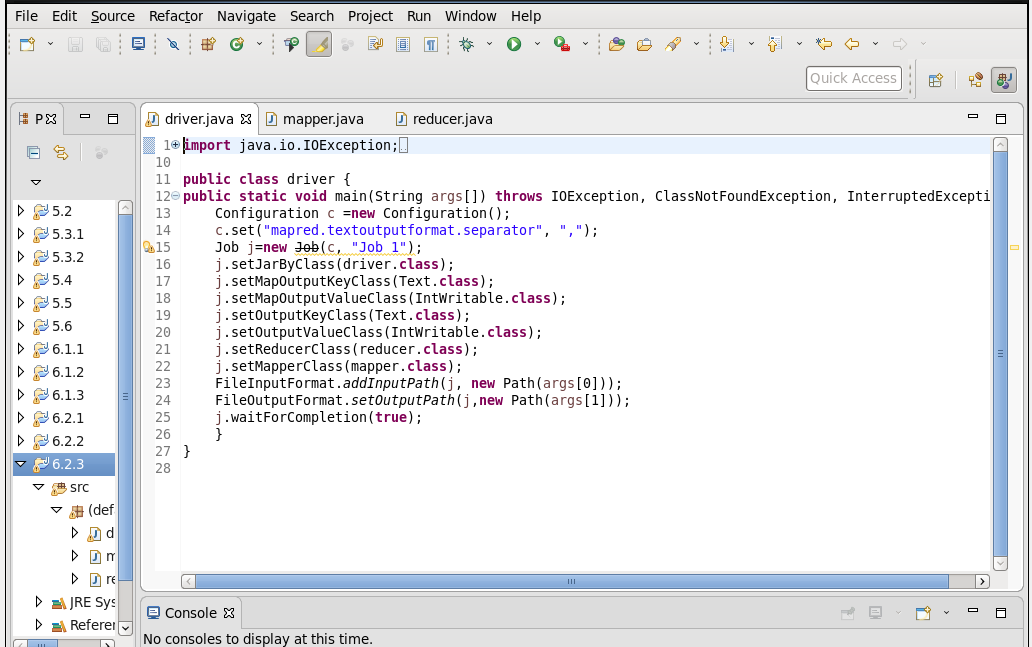 File Edit Source Refactor Navigate Search Project Run Window Help
Quick Access
P
driver.java
mapper.java
reducer.java
1 import java.io.IOException;
10
11 public class driver {
12 public static void main(String args[]) throws IOException, ClassNotFoundException, InterruptedExcepti
13 Configuration c =new Configuration();
14 c.set("mapred.textoutputformat.separator", ",");
15 Job j=new Job(c, "Job 1");
16 j.setJarByClass(driver.class);
17 j.setMapOutputKeyClass(Text.class);
18 j.setMapOutputValueClass(IntWritable.class);
19 j.setOutputKeyClass(Text.class);
20 j.setOutputValueClass(IntWritable.class);
21 j.setReducerClass(reducer.class);
22 j.setMapperClass(mapper.class);
23 FileInputFormat.addInputPath(j, new Path(args[0]));
24 FileOutputFormat.setOutputPath(j,new Path(args[1]));
25 j.waitForCompletion(true);
26 }
27 }
28
5.2
5.3.1
5.3.2
5.4
5.5
5.6
6.1.1
6.1.2
6.1.3
6.2.1
6.2.2
6.2.3
src
(def
d
m
re
JRE Sys
Referer
Console
No consoles to display at this time.